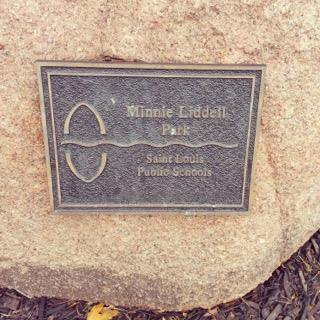 Minnie Liddell
Park
Saint Louis
Public Schools